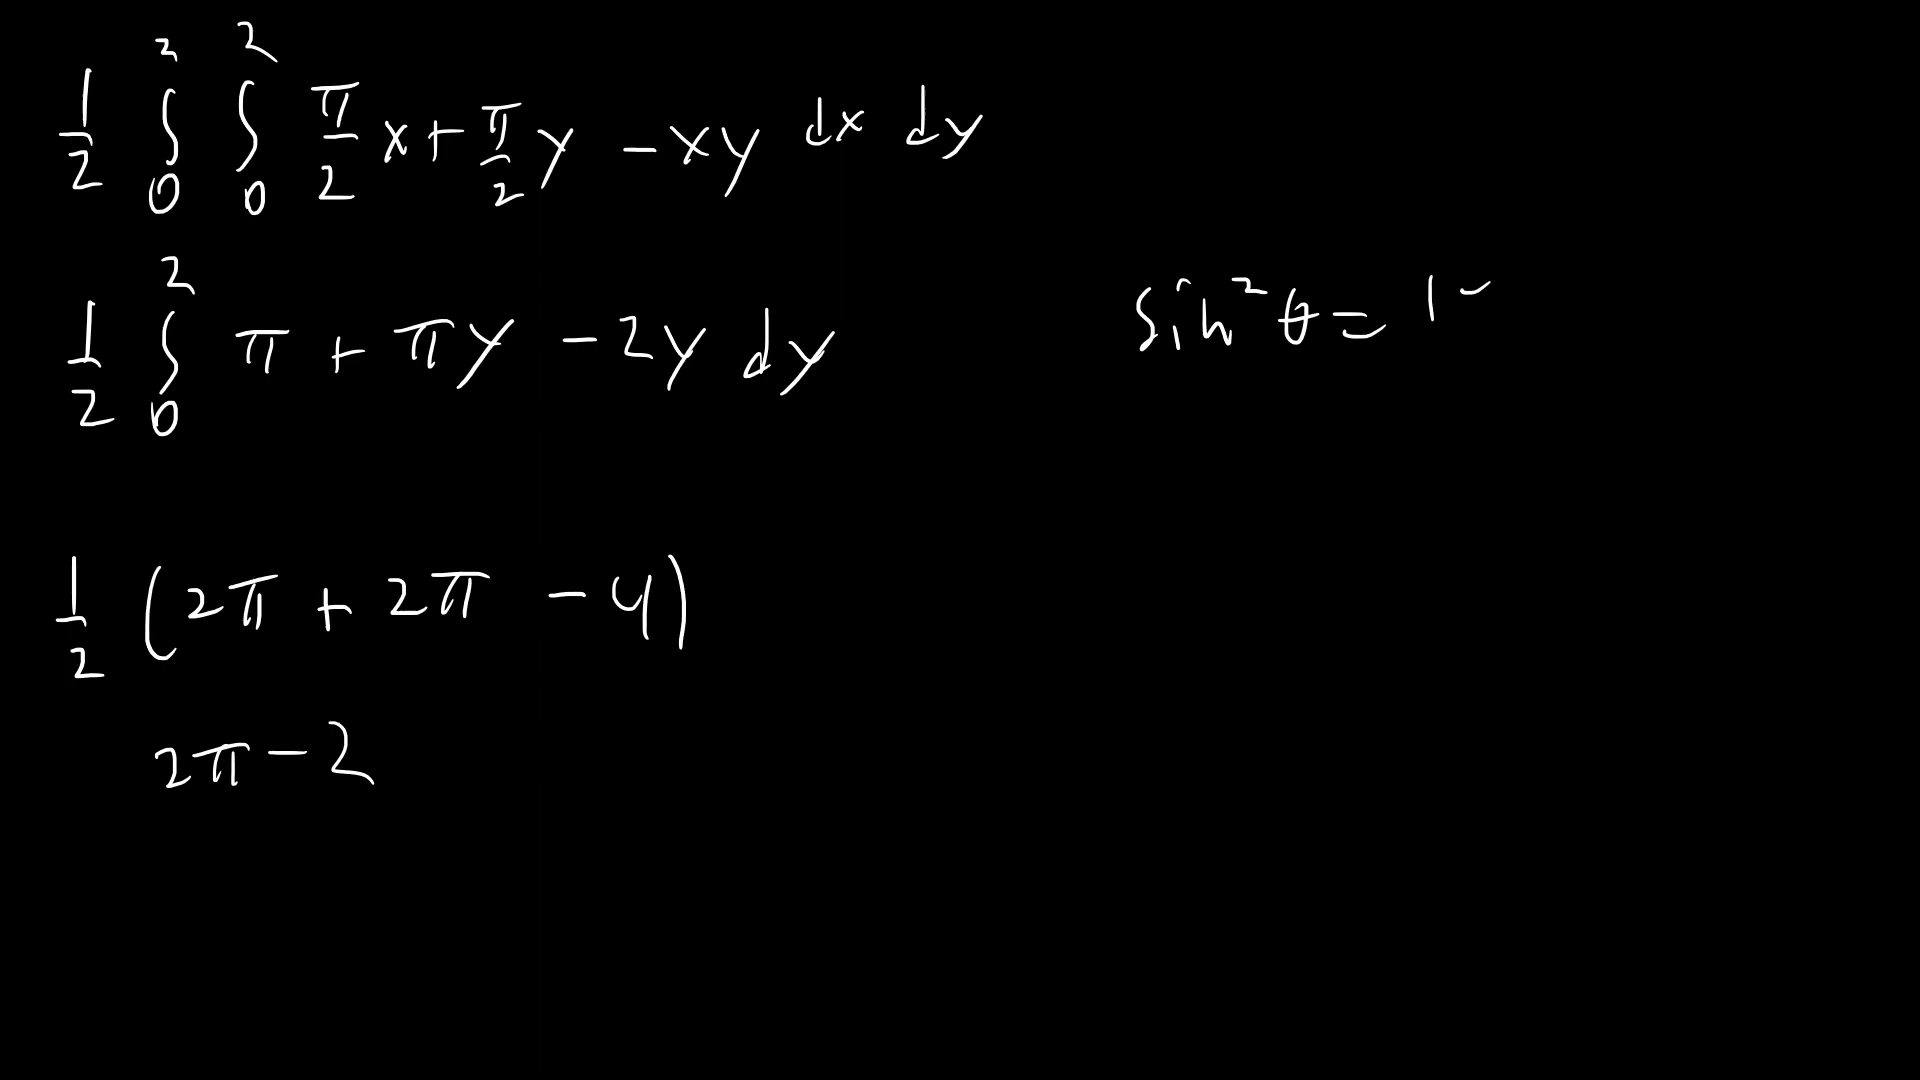 ½ ∫₀² ∫₀² π/2 x + π/2 y - xy dx dy
½ ∫₀² π + πy - 2y dy
sin² θ = 1 -
½ (2π + 2π - 4)
2π - 2